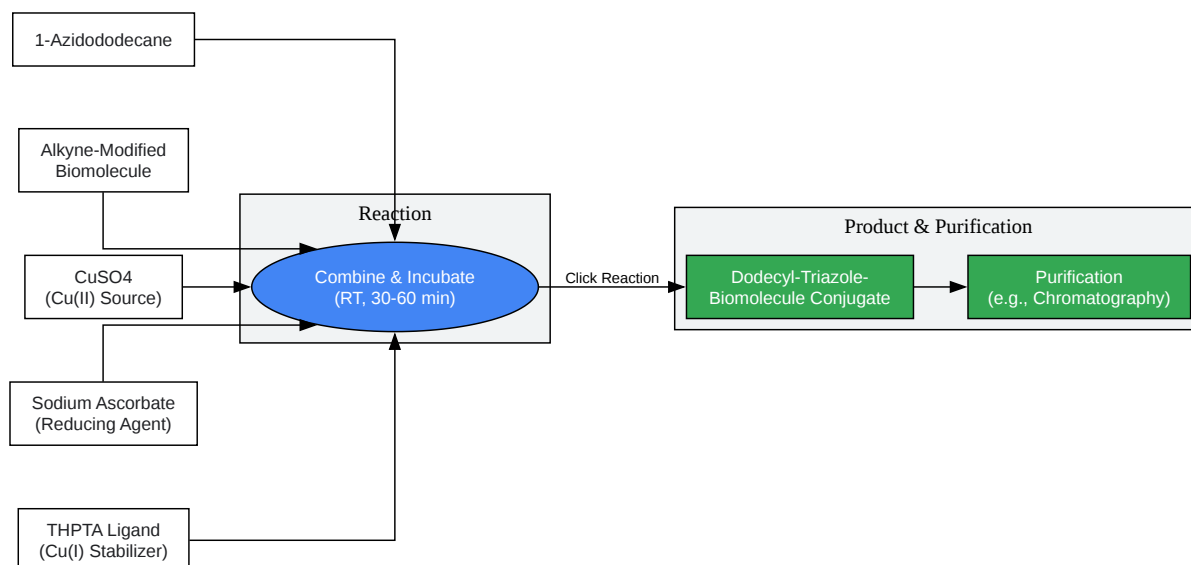 1-Azidododecane
Alkyne-Modified
Biomolecule
CuSO4
(Cu(II) Source)
Sodium Ascorbate
(Reducing Agent)
THPTA Ligand
(Cu(I) Stabilizer)
Reaction
Combine & Incubate
(RT, 30-60 min)
Click Reaction
Product & Purification
Dodecyl-Triazole-
Biomolecule Conjugate
Purification
(e.g., Chromatography)